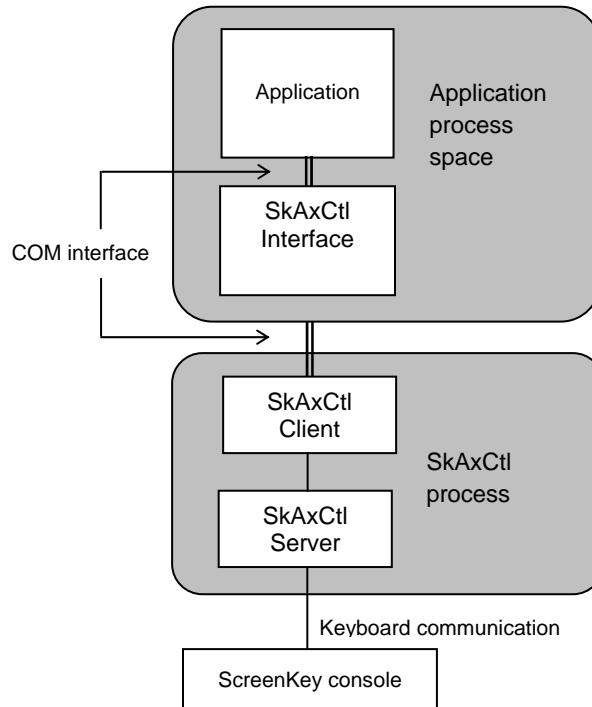 Application
Application
process
space
SkAxCtl
Interface
COM interface
SkAxCtl
Client
SkAxCtl
process
SkAxCtl
Server
Keyboard communication
ScreenKey console